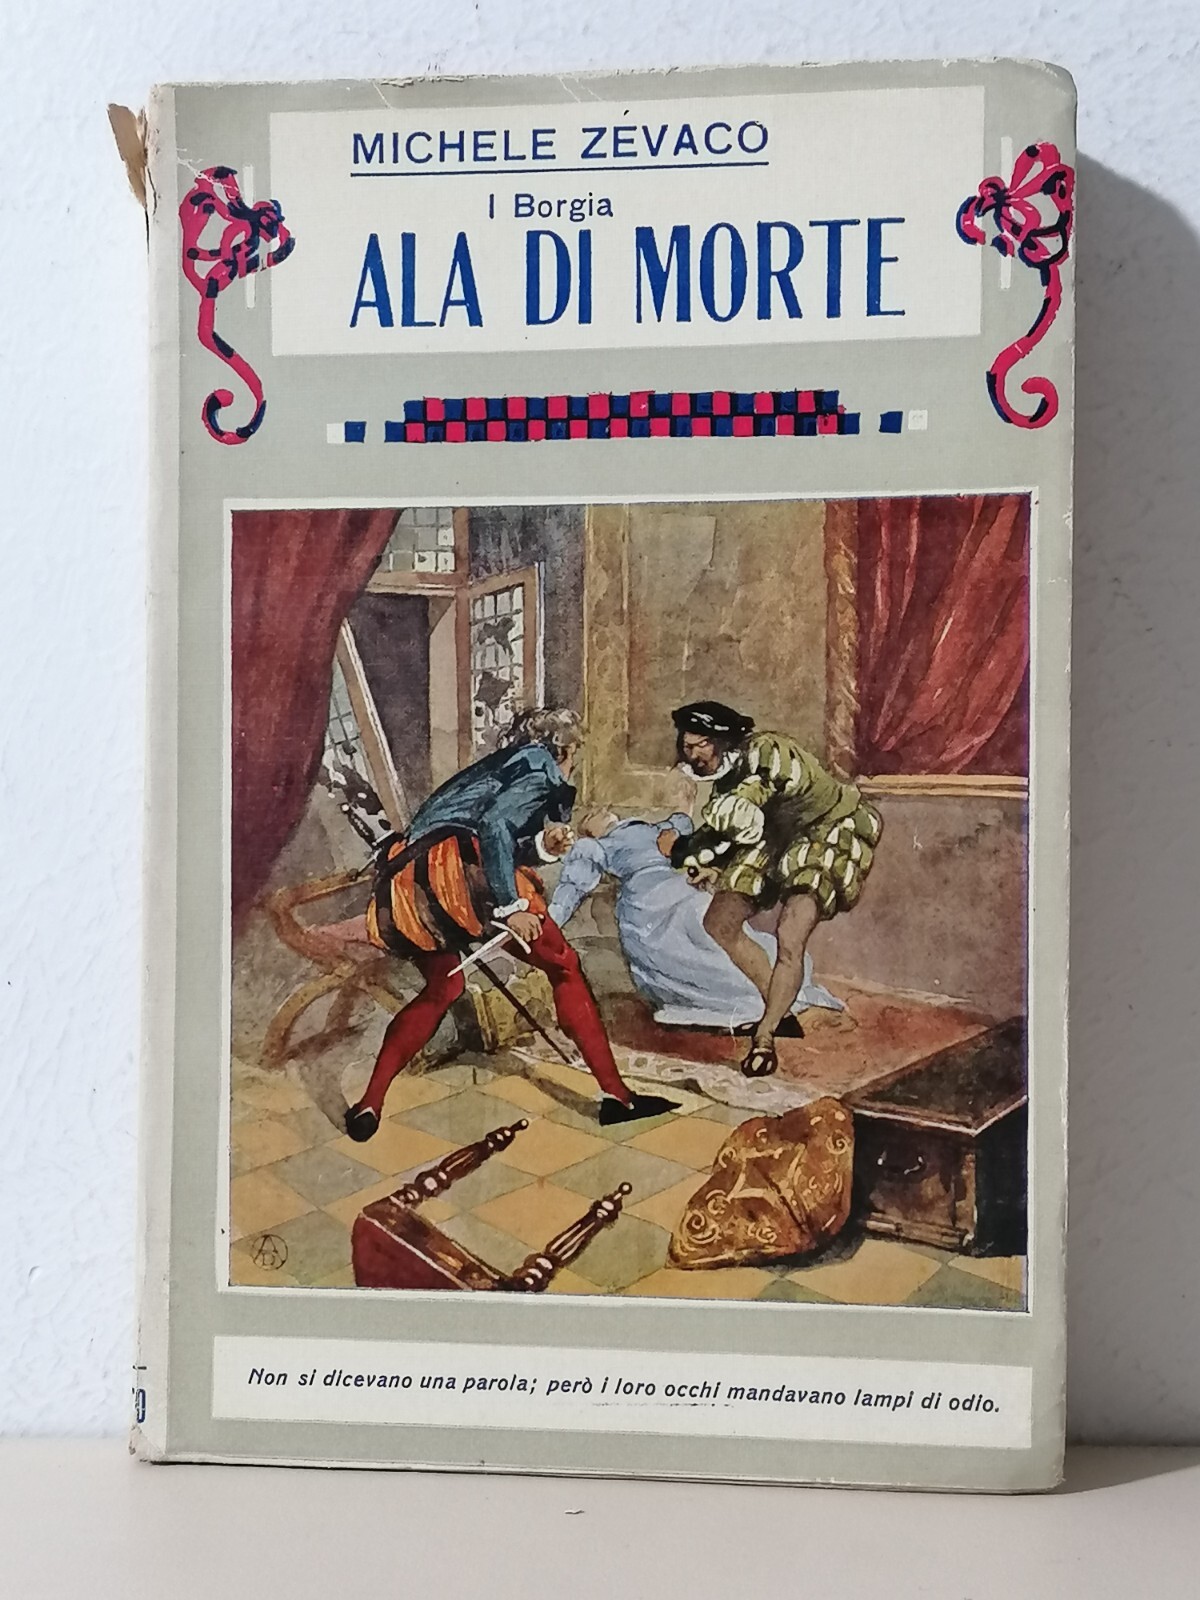 MICHELE ZÉVACO
I Borgia
ALA DI MORTE
Non si dicevano una parola; però i loro occhi mandavano lampi di odio.